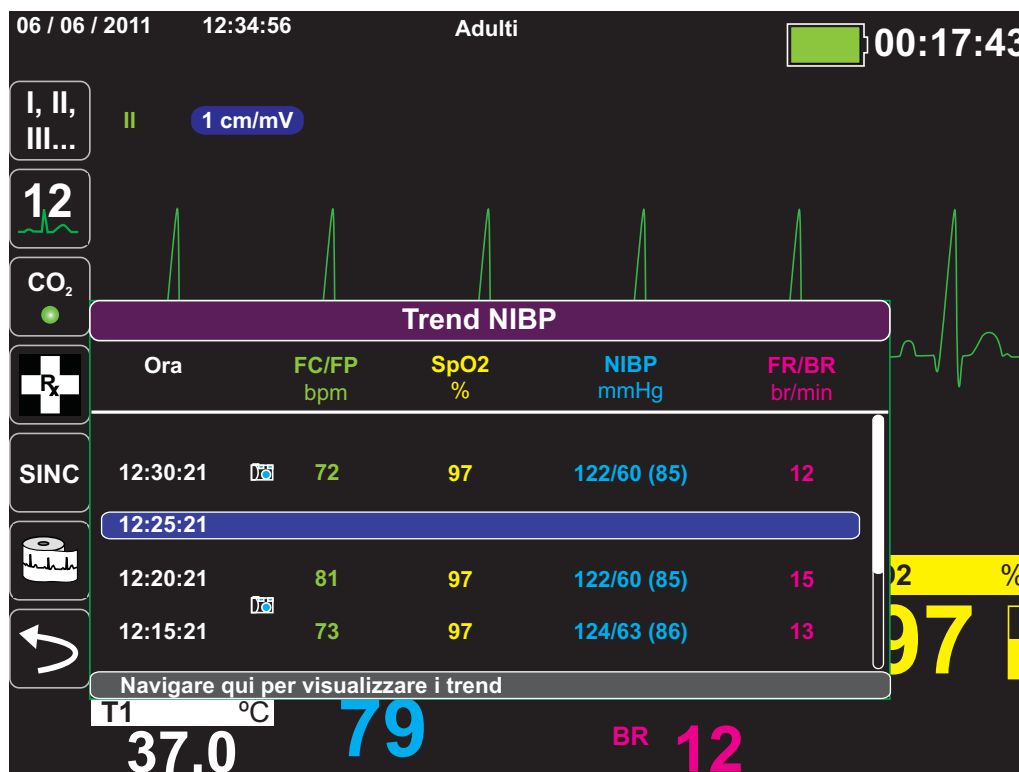 06 / 06 / 2011 12:34:56 Adulti 00:17:43
I, II,
III...
II 1 cm/mV
12
CO2
Rx
SINC
Trend NIBP
Ora FC/FP SpO2 NIBP FR/BR
bpm % mmHg br/min
12:30:21 72 97 122/60 (85) 12
12:25:21
12:20:21 81 97 122/60 (85) 15
12:15:21 73 97 124/63 (86) 13
Navigare qui per visualizzare i trend
O2 %
97
T1 ºC
37.0
79
BR 12